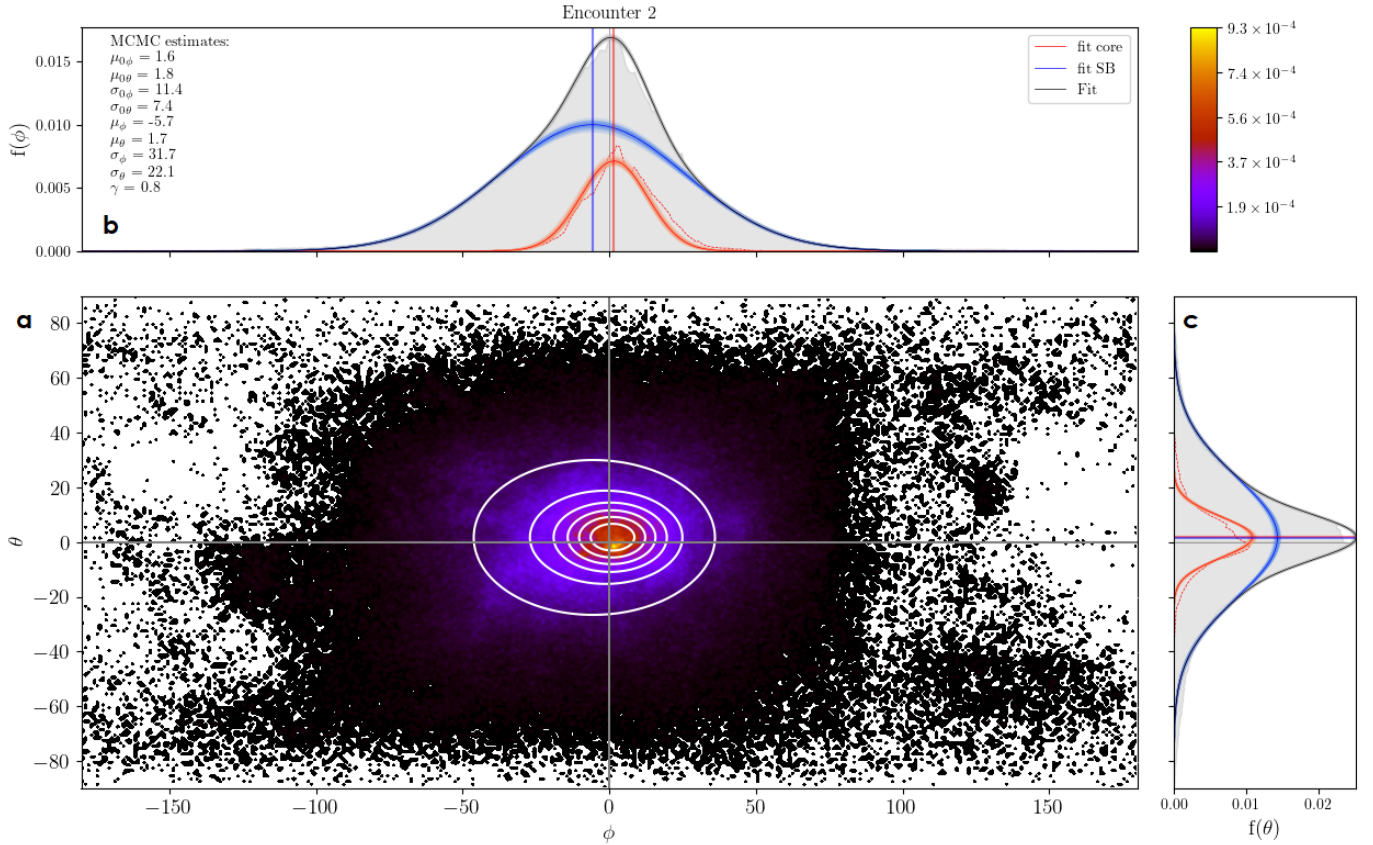 Encounter 2
MCMC estimates:
μ₀ϕ = 1.6
μ₀θ = 1.8
σ₀ϕ = 11.4
σ₀θ = 7.4
μϕ = -5.7
μθ = 1.7
σϕ = 31.7
σθ = 22.1
γ = 0.8
fit core
fit SB
Fit
f(ϕ)
0.015
0.010
0.005
0.000
b
9.3 × 10⁻⁴
7.4 × 10⁻⁴
5.6 × 10⁻⁴
3.7 × 10⁻⁴
1.9 × 10⁻⁴
a
θ
80
60
40
20
0
−20
−40
−60
−80
−150
−100
−50
0
50
100
150
ϕ
c
0.00
0.01
0.02
f(θ)